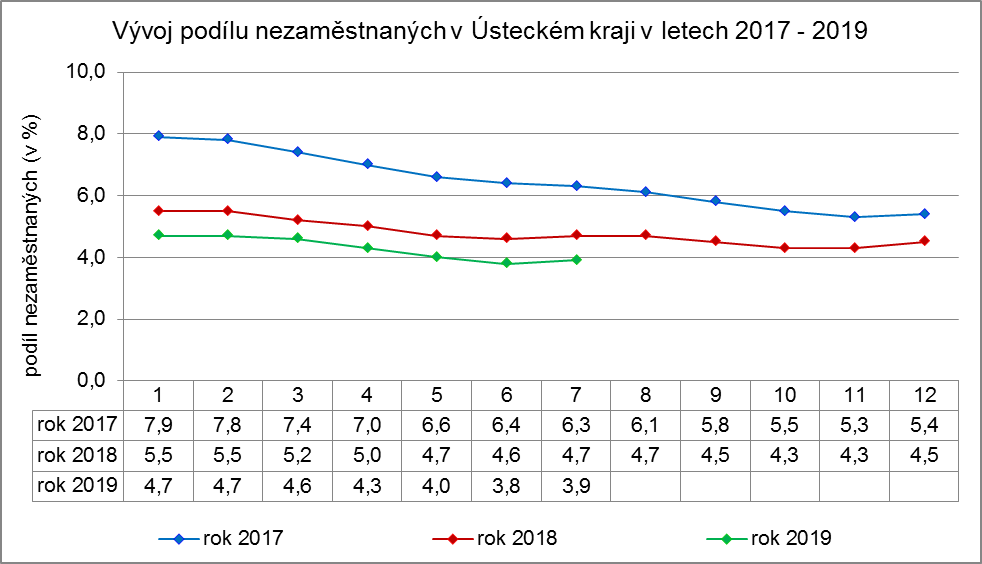 Vývoj podílu nezaměstnaných v Ústeckém kraji v letech 2017 - 2019
podíl nezaměstnaných (v %)
10,0
8,0
6,0
4,0
2,0
0,0
1 2 3 4 5 6 7 8 9 10 11 12
rok 2017 7,9 7,8 7,4 7,0 6,6 6,4 6,3 6,1 5,8 5,5 5,3 5,4
rok 2018 5,5 5,5 5,2 5,0 4,7 4,6 4,7 4,7 4,5 4,3 4,3 4,5
rok 2019 4,7 4,7 4,6 4,3 4,0 3,8 3,9
rok 2017 rok 2018 rok 2019